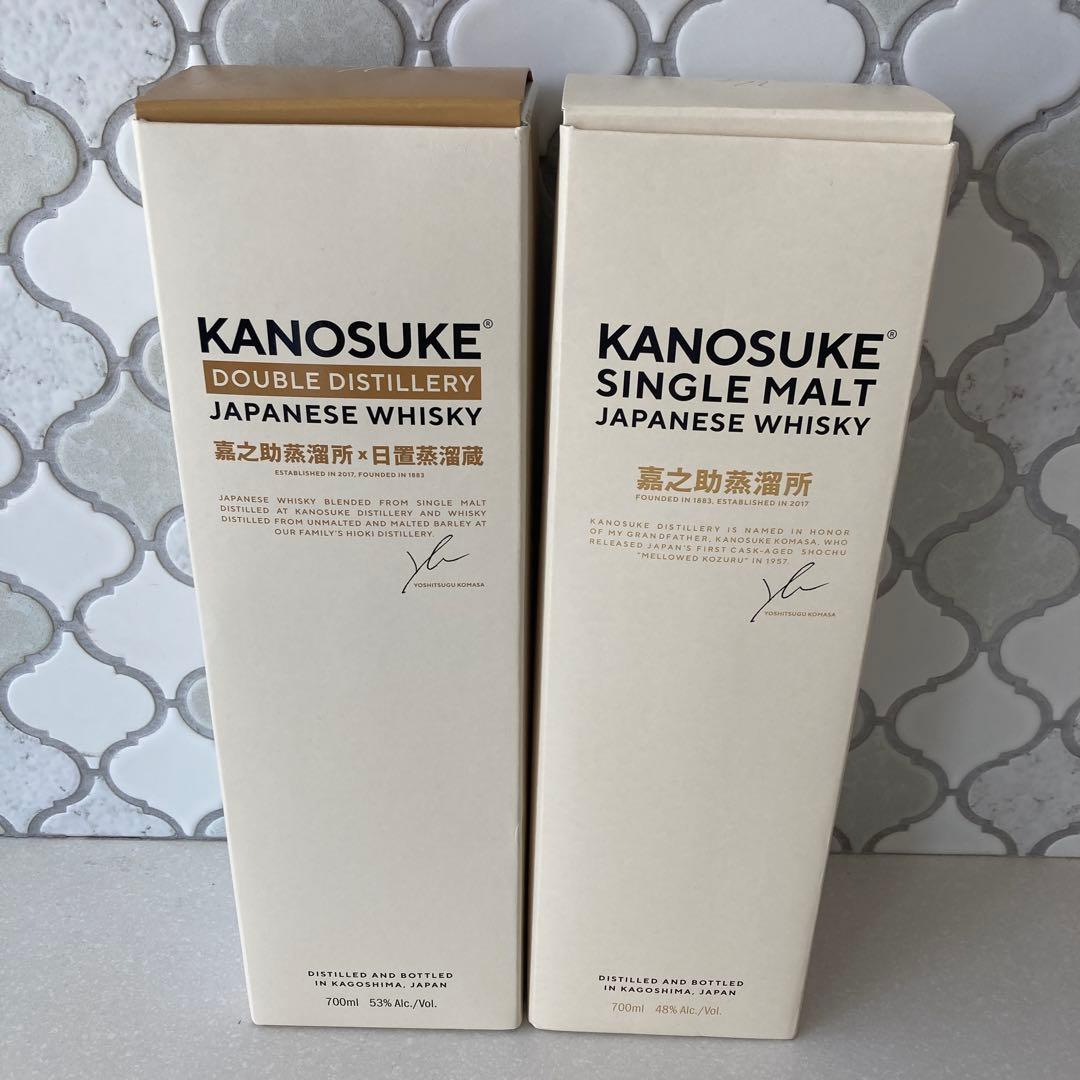 KANOSUKE®
DOUBLE DISTILLERY
JAPANESE WHISKY
嘉之助蒸溜所×日置蒸溜蔵
ESTABLISHED IN 2017, FOUNDED IN 1883
JAPANESE WHISKY BLENDED FROM SINGLE MALT
DISTILLED AT KANOSUKE DISTILLERY AND WHISKY
DISTILLED FROM UNMALTED AND MALTED BARLEY AT
OUR FAMILY'S HIOKI DISTILLERY.
YOSHITSUGU KOMASA
DISTILLED AND BOTTLED
IN KAGOSHIMA, JAPAN
700ml 53% Alc./Vol.
KANOSUKE®
SINGLE MALT
JAPANESE WHISKY
嘉之助蒸溜所
FOUNDED IN 1883, ESTABLISHED IN 2017
KANOSUKE DISTILLERY IS NAMED IN HONOR
OF MY GRANDFATHER, KANOSUKE KOMASA, WHO
RELEASED JAPAN'S FIRST CASK-AGED SHOCHU
"MELLOWED KOZURU" IN 1957.
YOSHITSUGU KOMASA
DISTILLED AND BOTTLED
IN KAGOSHIMA, JAPAN
700ml 48% Alc./Vol.